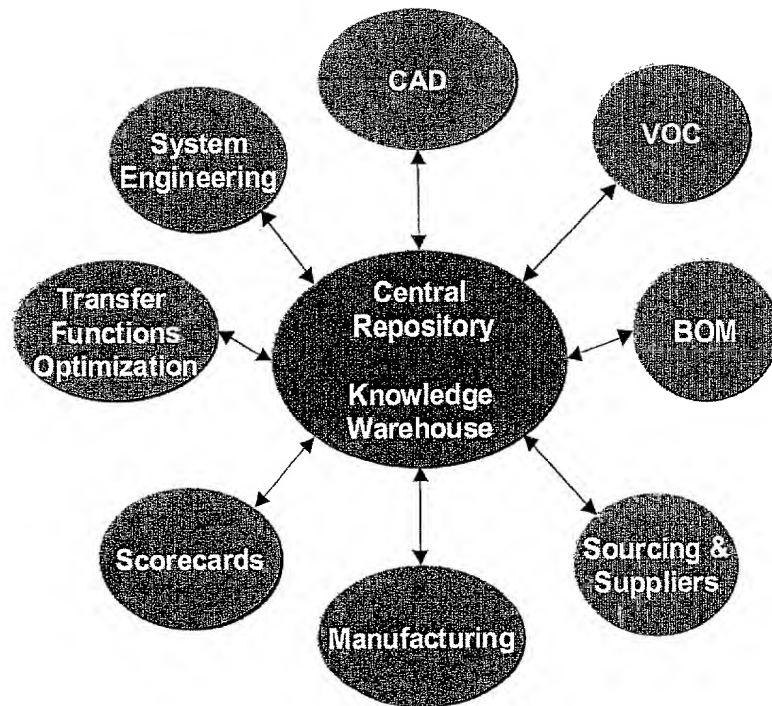 CAD
VOC
System
Engineering
Central
Repository
Knowledge
Warehouse
Transfer
Functions
Optimization
BOM
Scorecards
Sourcing &
Suppliers
Manufacturing